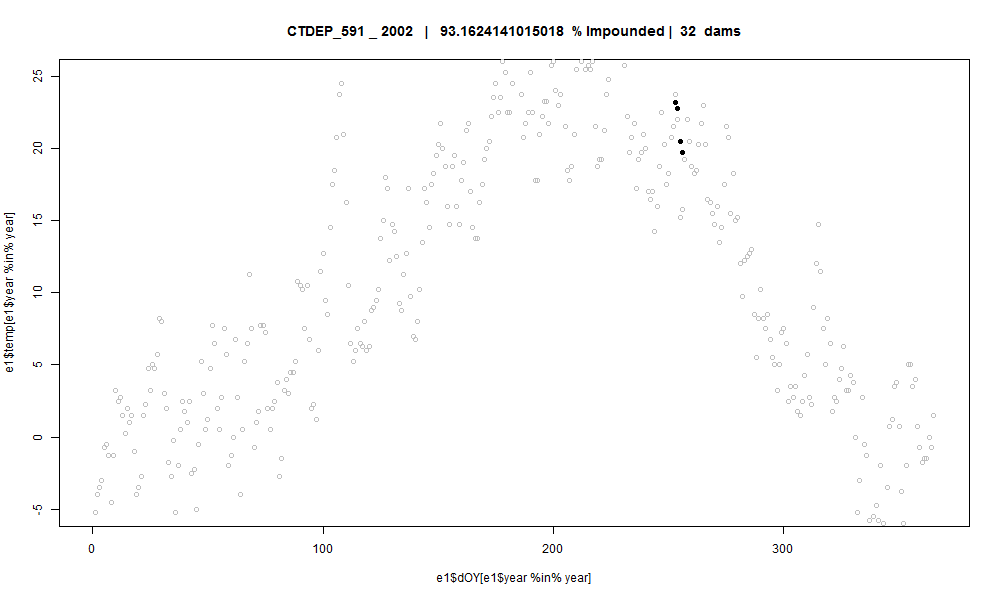 CTDEP_591 _ 2002 | 93.1624141015018 % Impounded | 32 dams
e1$temp[e1$year %in% year]
25
20
15
10
5
0
-5
0 100 200 300
e1$dOY[e1$year %in% year]